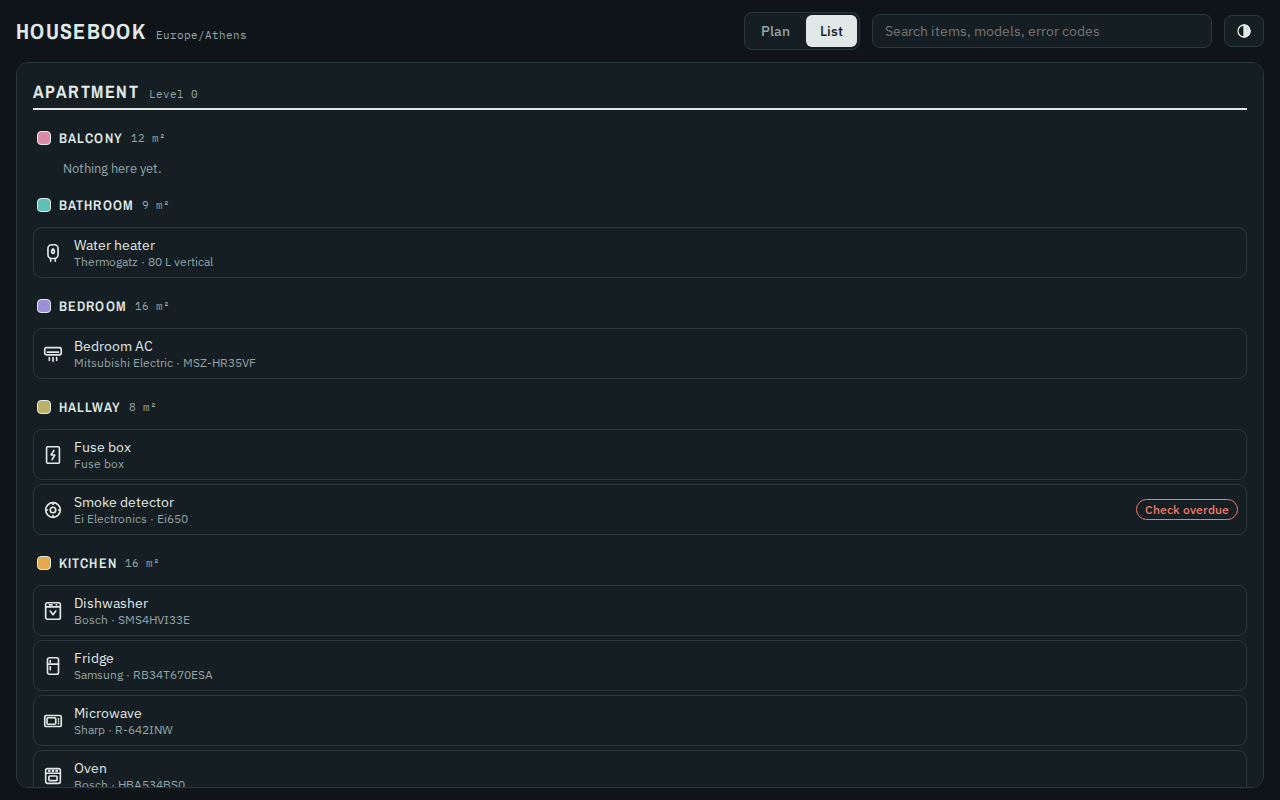 HOUSEBOOK Europe/Athens
Plan List Search items, models, error codes
APARTMENT Level 0
BALCONY 12 m²
Nothing here yet.
BATHROOM 9 m²
Water heater
Thermogatz · 80 L vertical
BEDROOM 16 m²
Bedroom AC
Mitsubishi Electric · MSZ-HR35VF
HALLWAY 8 m²
Fuse box
Fuse box
Smoke detector
Ei Electronics · Ei650
Check overdue
KITCHEN 16 m²
Dishwasher
Bosch · SMS4HVI33E
Fridge
Samsung · RB34T670ESA
Microwave
Sharp · R-642INW
Oven
Bosch · HBA534BS0